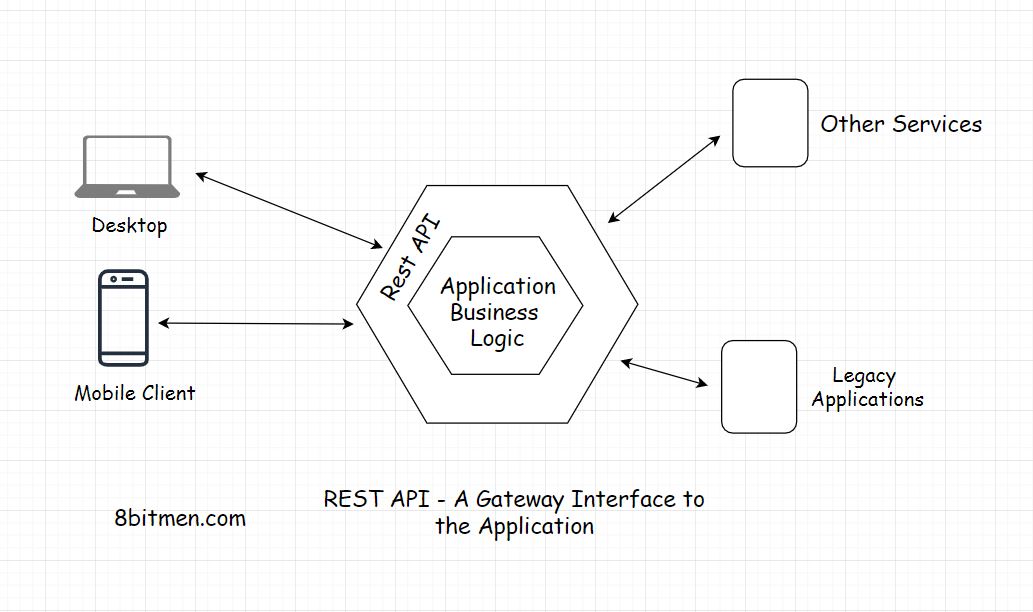 Other Services
Desktop
Rest API
Application
Business
Logic
Mobile Client
Legacy
Applications
REST API - A Gateway Interface to
the Application
8bitmen.com